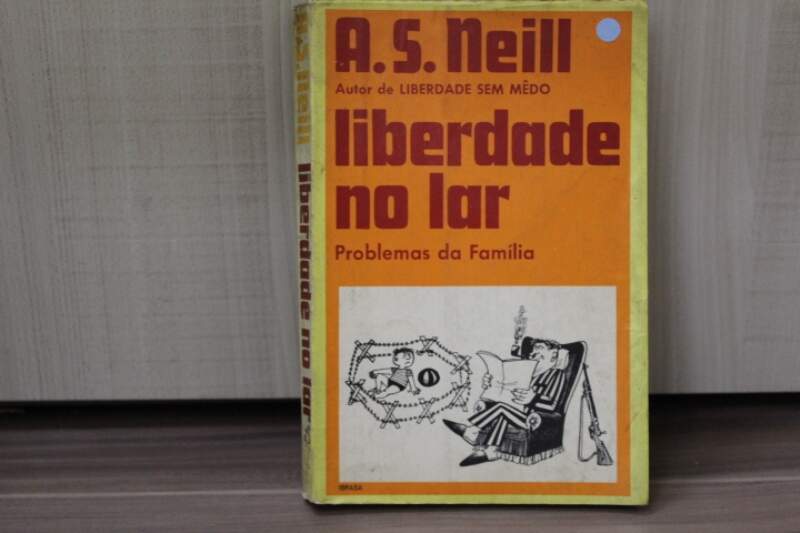 A.S. Neill
Autor de LIBERDADE SEM MÊDO
liberdade
no lar
Problemas da Família
IBRASA
A.S. Neill liberdade no lar